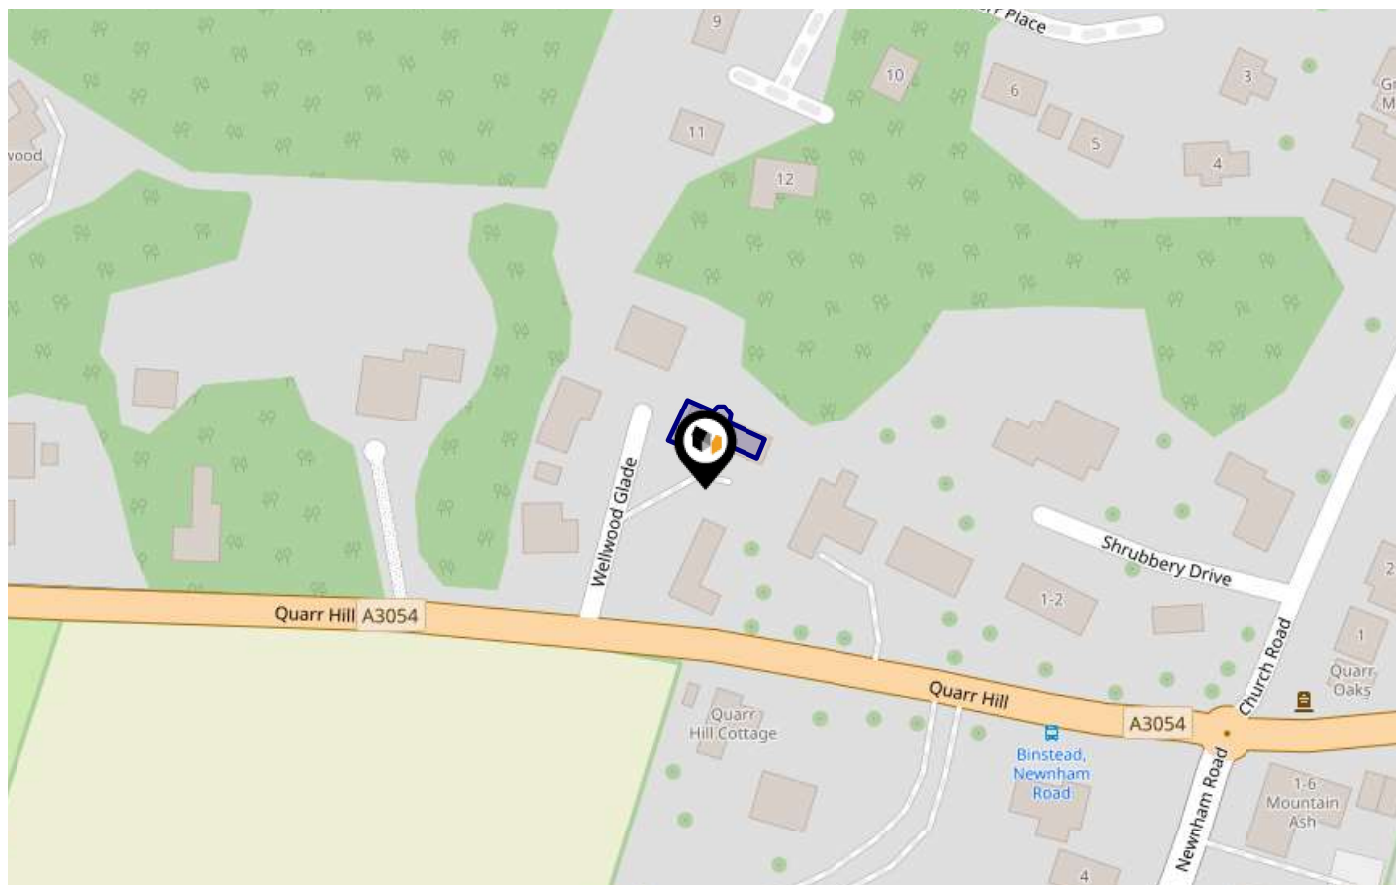 Place
9
10
3
6
11
5
wood
4
12
Wellwood Glade
Shrubbery Drive
1-2
2
Quarr Hill
A3054
1
Church Road
Quarr
Oaks
Quarr Hill
A3054
Quarr
Hill Cottage
Binstead,
Newnham
Road
Newnham Road
1-6
Mountain
Ash
4